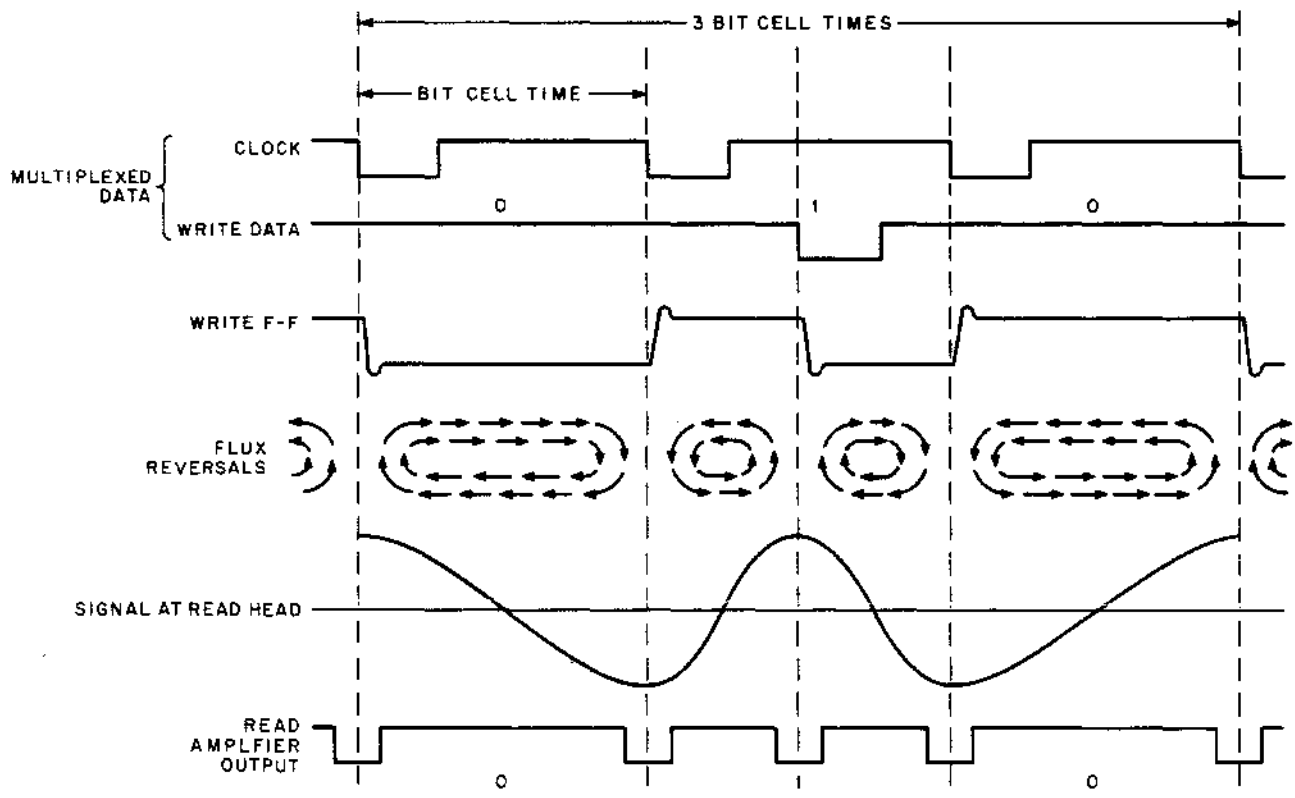 3 BIT CELL TIMES
BIT CELL TIME
CLOCK
MULTIPLEXED
DATA
0
1
0
WRITE DATA
WRITE F-F
FLUX
REVERSALS
SIGNAL AT READ HEAD
READ
AMPLFIER
OUTPUT
0
1
0